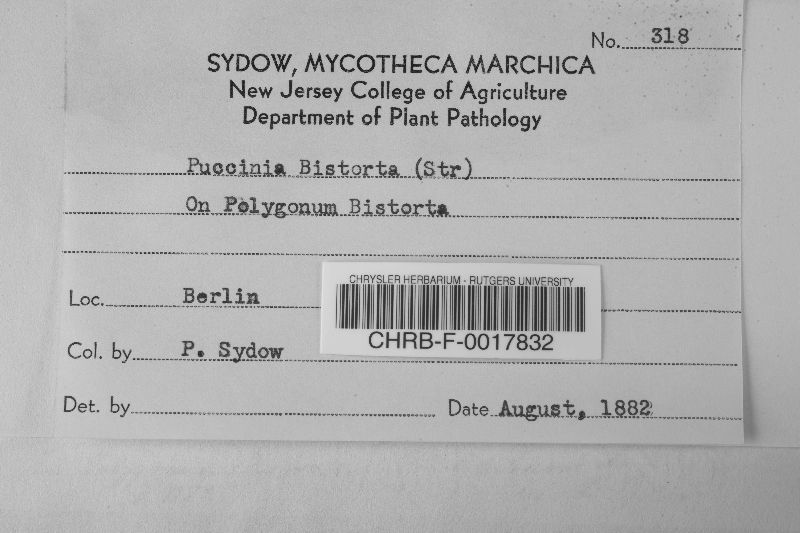 No. 318
SYDOW, MYCOTHECA MARCHICA
New Jersey College of Agriculture
Department of Plant Pathology
Puccinia Bistorta (Str)
On Polygonum Bistorta
Loc. Berlin
CHRYSLER HERBARIUM - RUTGERS UNIVERSITY
CHRB-F-0017832
Col. by P. Sydow
Det. by
Date August, 1882